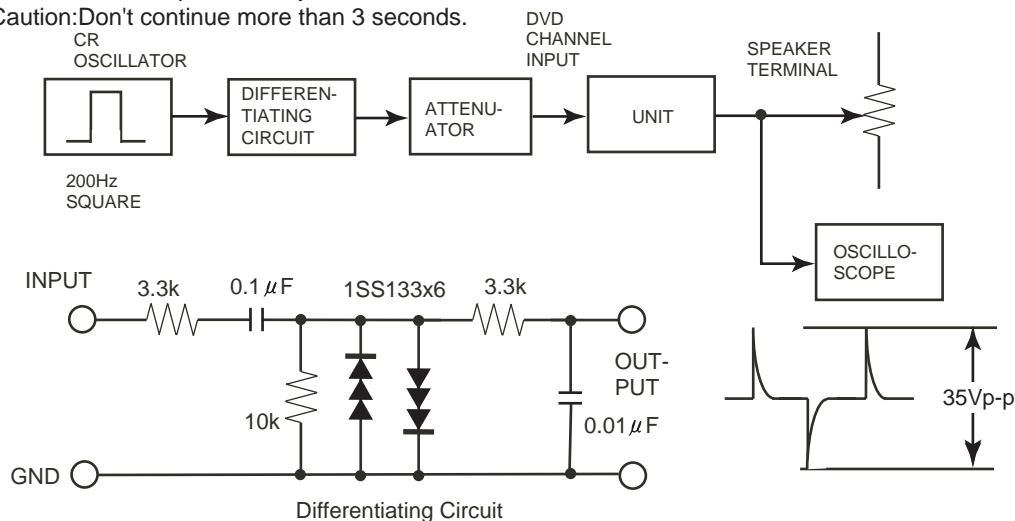 Caution:Don't continue more than 3 seconds.
CR
OSCILLATOR
DVD
CHANNEL
INPUT
SPEAKER
TERMINAL
DIFFEREN-
TIATING
CIRCUIT
ATTENU-
ATOR
UNIT
200Hz
SQUARE
OSCILLO-
SCOPE
INPUT
3.3k
0.1μF
1SS133x6
3.3k
OUT-
PUT
10k
0.01μF
35Vp-p
GND
Differentiating Circuit